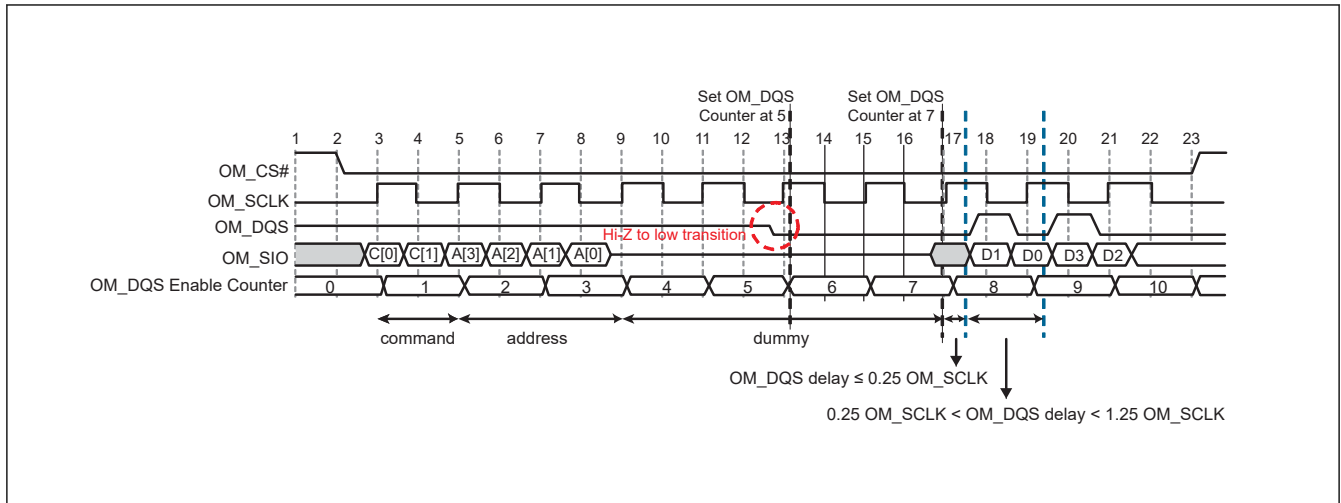 Set OM_DQS Set OM_DQS
Counter at 5 Counter at 7
1 2 3 4 5 6 7 8 9 10 11 12 13 14 15 16 17 18 19 20 21 22 23
OM_CS#
OM_SCLK
OM_DQS
Hi-Z to low transition
OM_SIO C[0] C[1] A[3] A[2] A[1] A[0] D1 D0 D3 D2
OM_DQS Enable Counter 0 1 2 3 4 5 6 7 8 9 10
command address dummy
OM_DQS delay ≤ 0.25 OM_SCLK
0.25 OM_SCLK < OM_DQS delay < 1.25 OM_SCLK